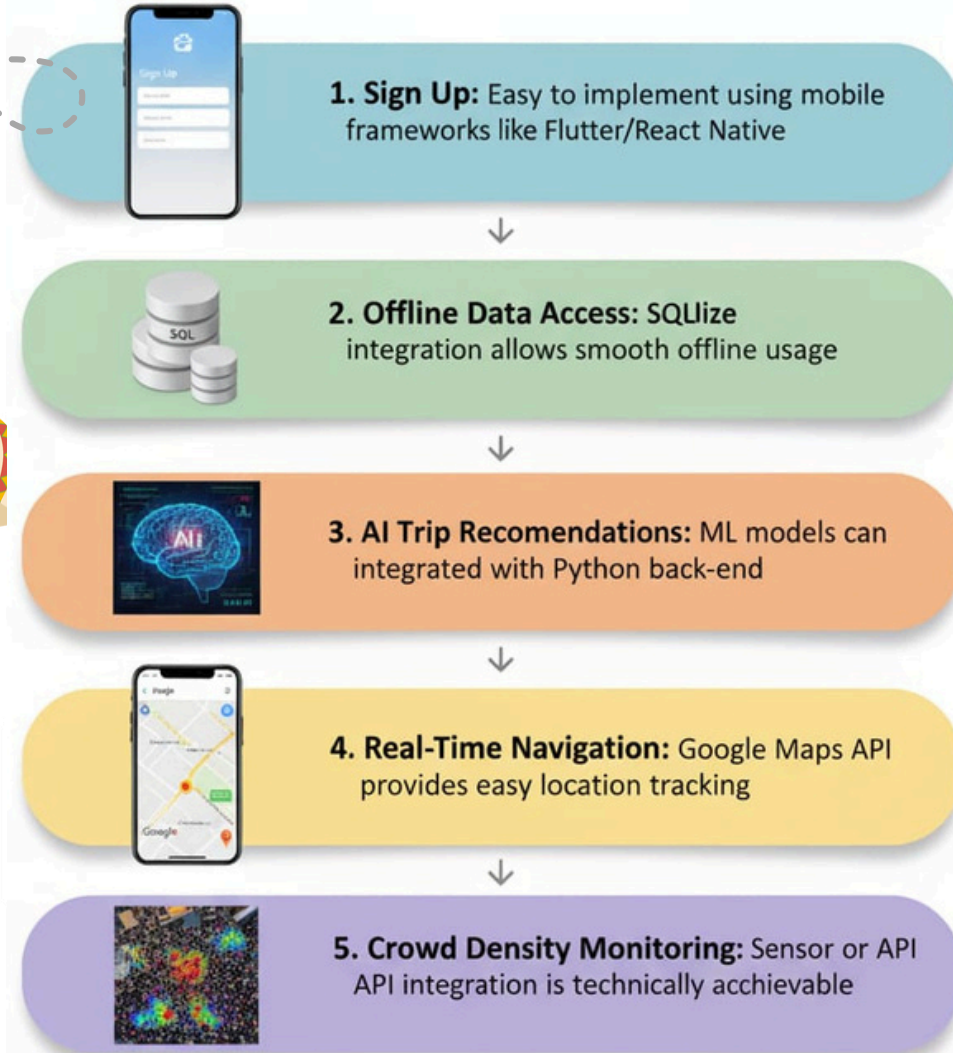 Sign Up
1. Sign Up: Easy to implement using mobile
frameworks like Flutter/React Native
SQL
2. Offline Data Access: SQLlize
integration allows smooth offline usage
AI
3. AI Trip Recomendations: ML models can
integrated with Python back-end
Google
4. Real-Time Navigation: Google Maps API
provides easy location tracking
5. Crowd Density Monitoring: Sensor or API
API integration is technically acchievable